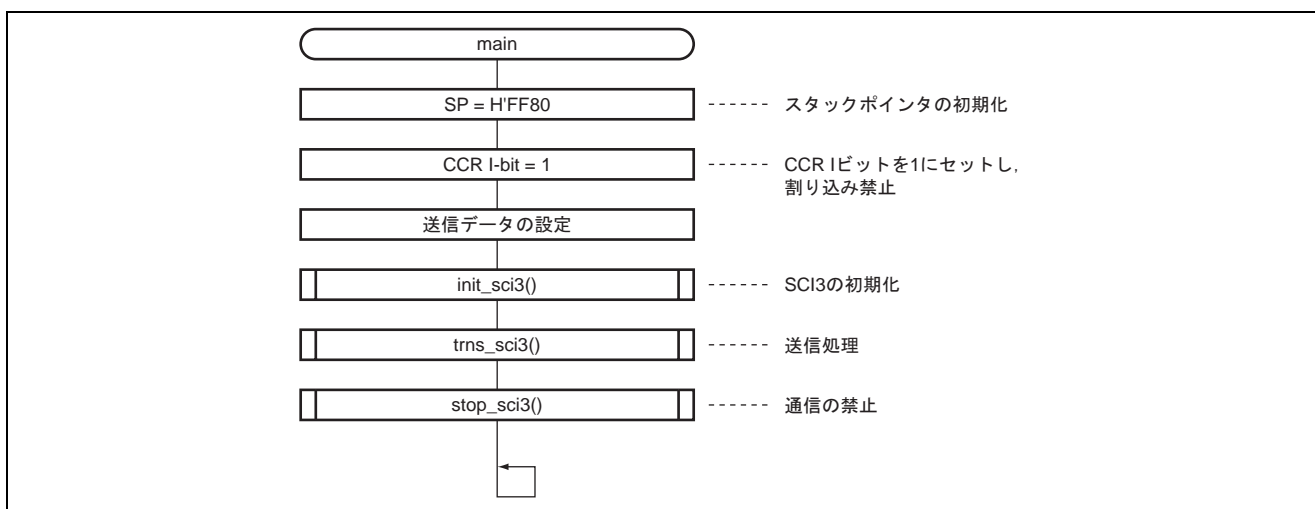 main
SP = H'FF80
スタックポインタの初期化
CCR I-bit = 1
CCR Iビットを1にセットし,
割り込み禁止
送信データの設定
init_sci3()
SCI3の初期化
trns_sci3()
送信処理
stop_sci3()
通信の禁止